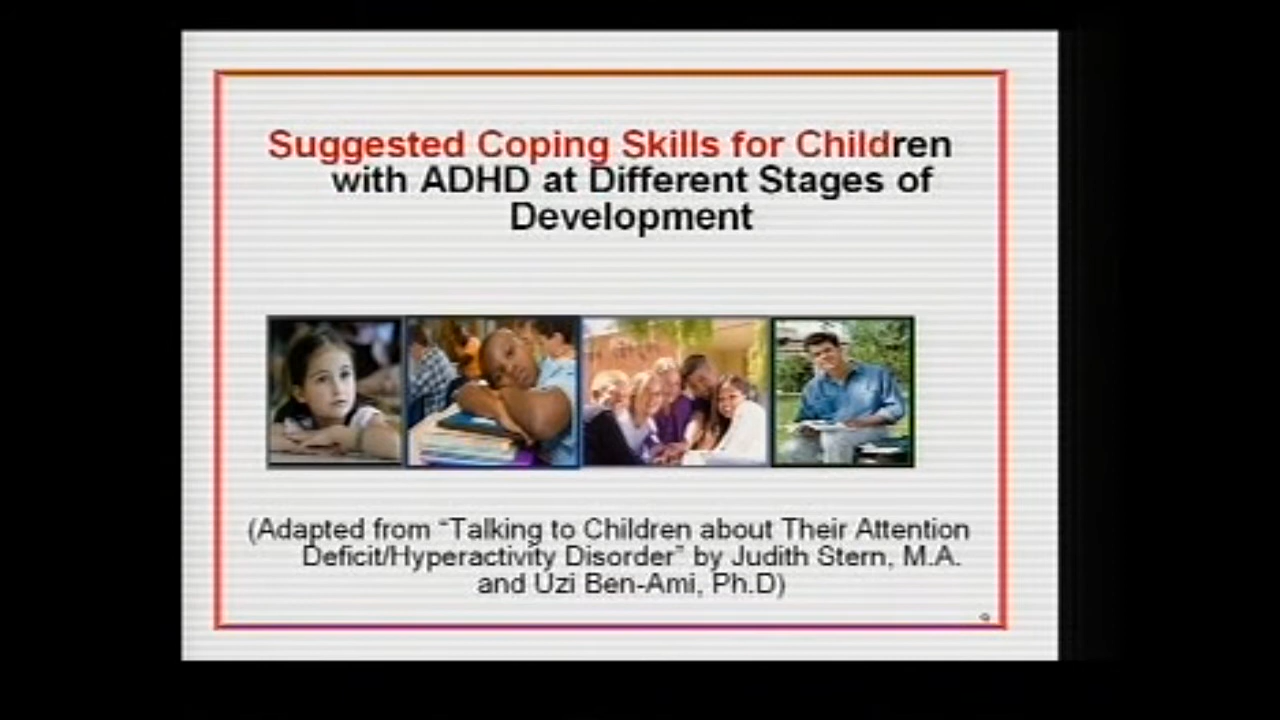 Suggested Coping Skills for Children
with ADHD at Different Stages of
Development
(Adapted from “Talking to Children about Their Attention
Deficit/Hyperactivity Disorder” by Judith Stern, M.A.
and Uzi Ben-Ami, Ph.D)